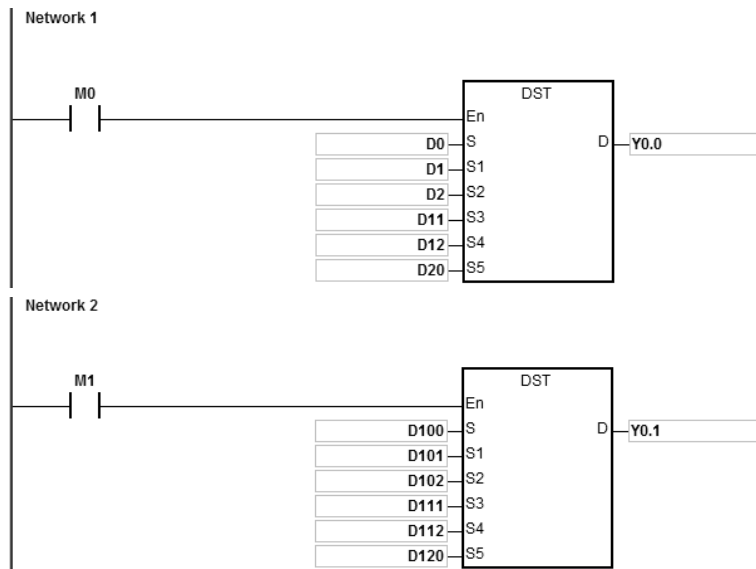 Network 1
M0
DST
En
D0 S D Y0.0
D1 S1
D2 S2
D11 S3
D12 S4
D20 S5
Network 2
M1
DST
En
D100 S D Y0.1
D101 S1
D102 S2
D111 S3
D112 S4
D120 S5